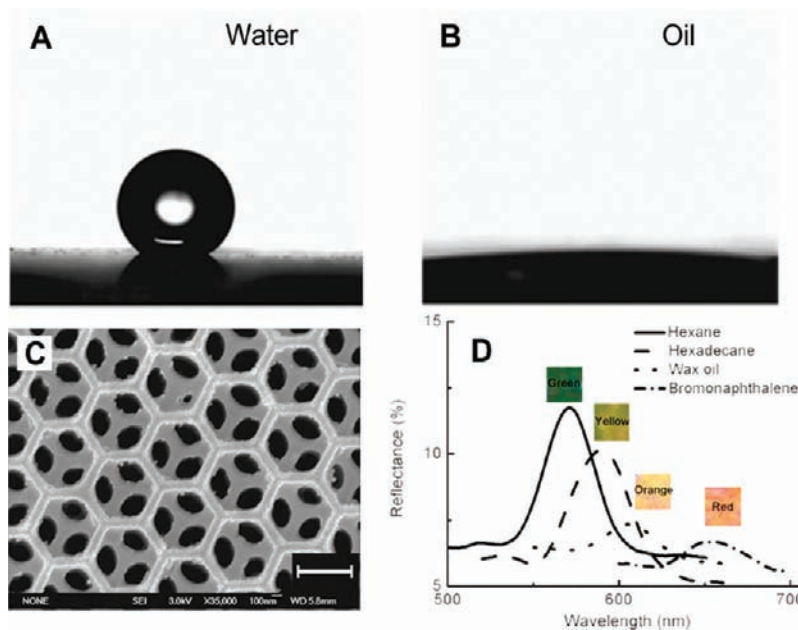 A Water
B Oil
C
NONE SEI 3.0kV X35,000 100nm WD 5.8mm
D
Hexane
Hexadecane
Wax oil
Bromonaphthalene
Green
Yellow
Orange
Red
15
10
5
Reflectance (%)
500 600 700
Wavelength (nm)